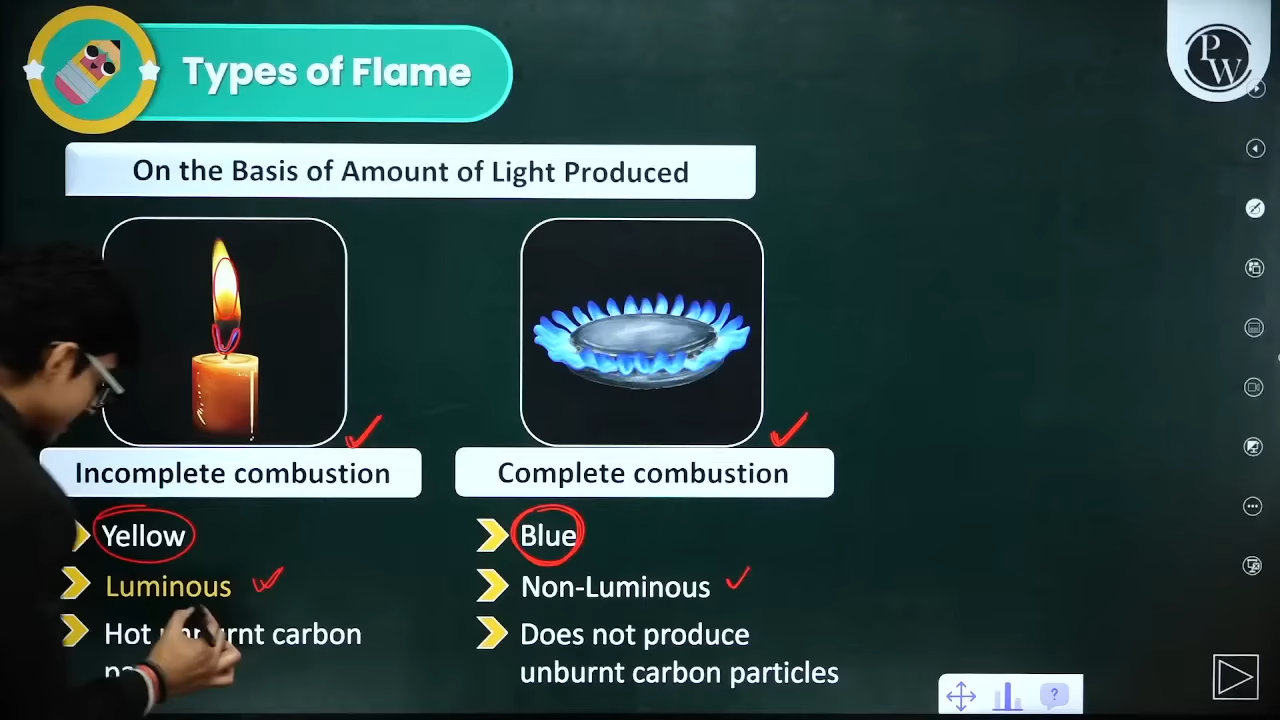 Types of Flame
PW
On the Basis of Amount of Light Produced
Incomplete combustion
Complete combustion
Yellow
Blue
Luminous
Non-Luminous
Hot carbon
Does not produce
unburnt carbon particles